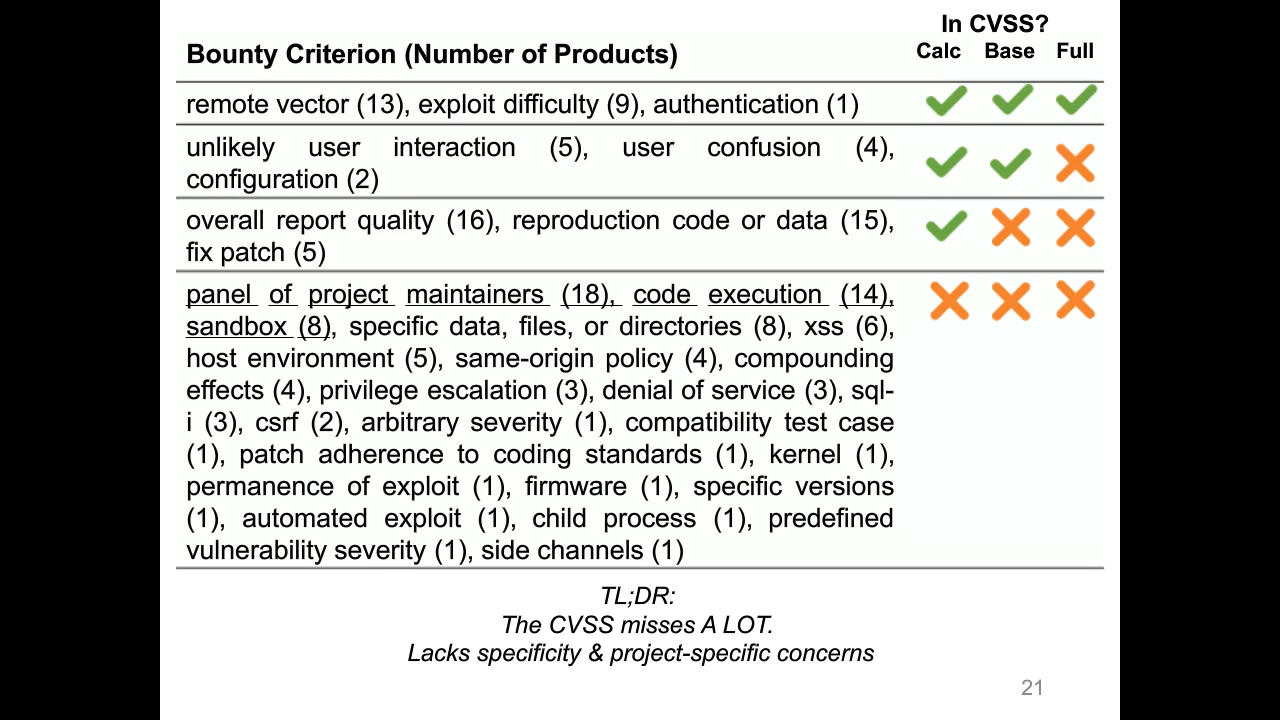 In CVSS?
Bounty Criterion (Number of Products) Calc Base Full
remote vector (13), exploit difficulty (9), authentication (1)
unlikely user interaction (5), user confusion (4),
configuration (2)
overall report quality (16), reproduction code or data (15),
fix patch (5)
panel of project maintainers (18), code execution (14),
sandbox (8), specific data, files, or directories (8), xss (6),
host environment (5), same-origin policy (4), compounding
effects (4), privilege escalation (3), denial of service (3), sql-
i (3), csrf (2), arbitrary severity (1), compatibility test case
(1), patch adherence to coding standards (1), kernel (1),
permanence of exploit (1), firmware (1), specific versions
(1), automated exploit (1), child process (1), predefined
vulnerability severity (1), side channels (1)
TL;DR:
The CVSS misses A LOT.
Lacks specificity & project-specific concerns
21